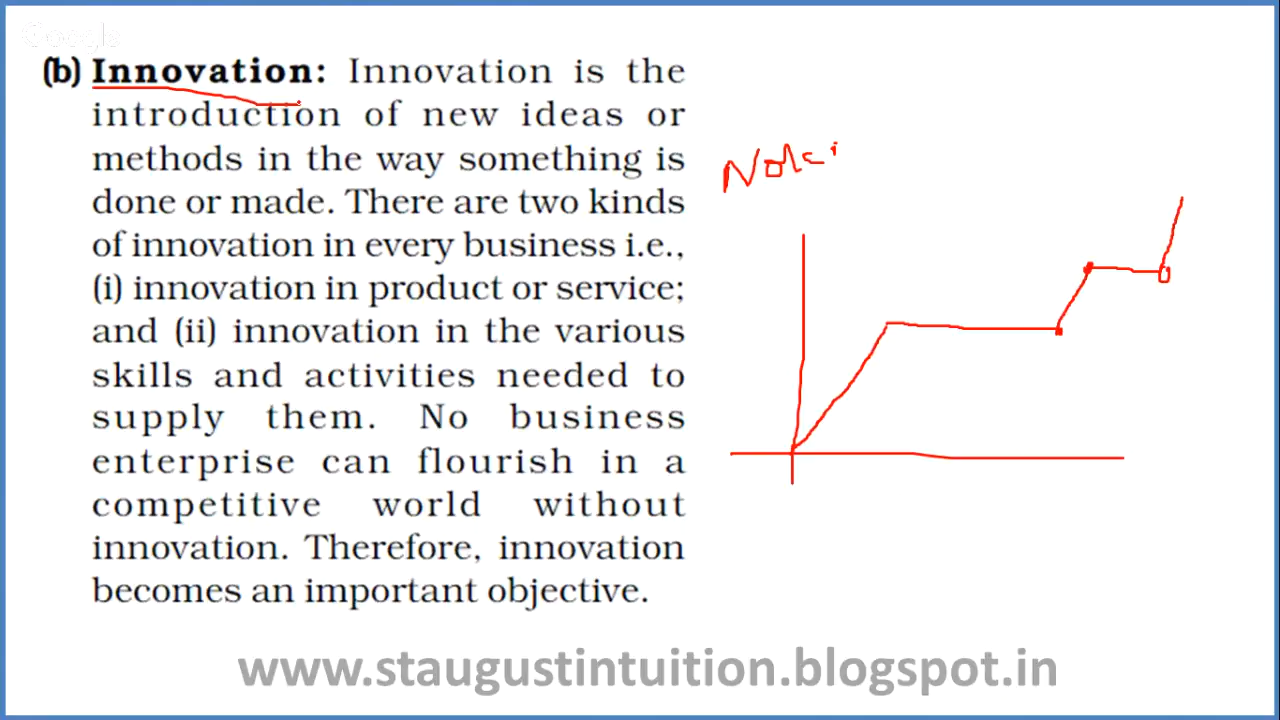 Google
(b) Innovation: Innovation is the
introduction of new ideas or
methods in the way something is
done or made. There are two kinds
of innovation in every business i.e.,
(i) innovation in product or service;
and (ii) innovation in the various
skills and activities needed to
supply them. No business
enterprise can flourish in a
competitive world without
innovation. Therefore, innovation
becomes an important objective.
www.staugustintuition.blogspot.in